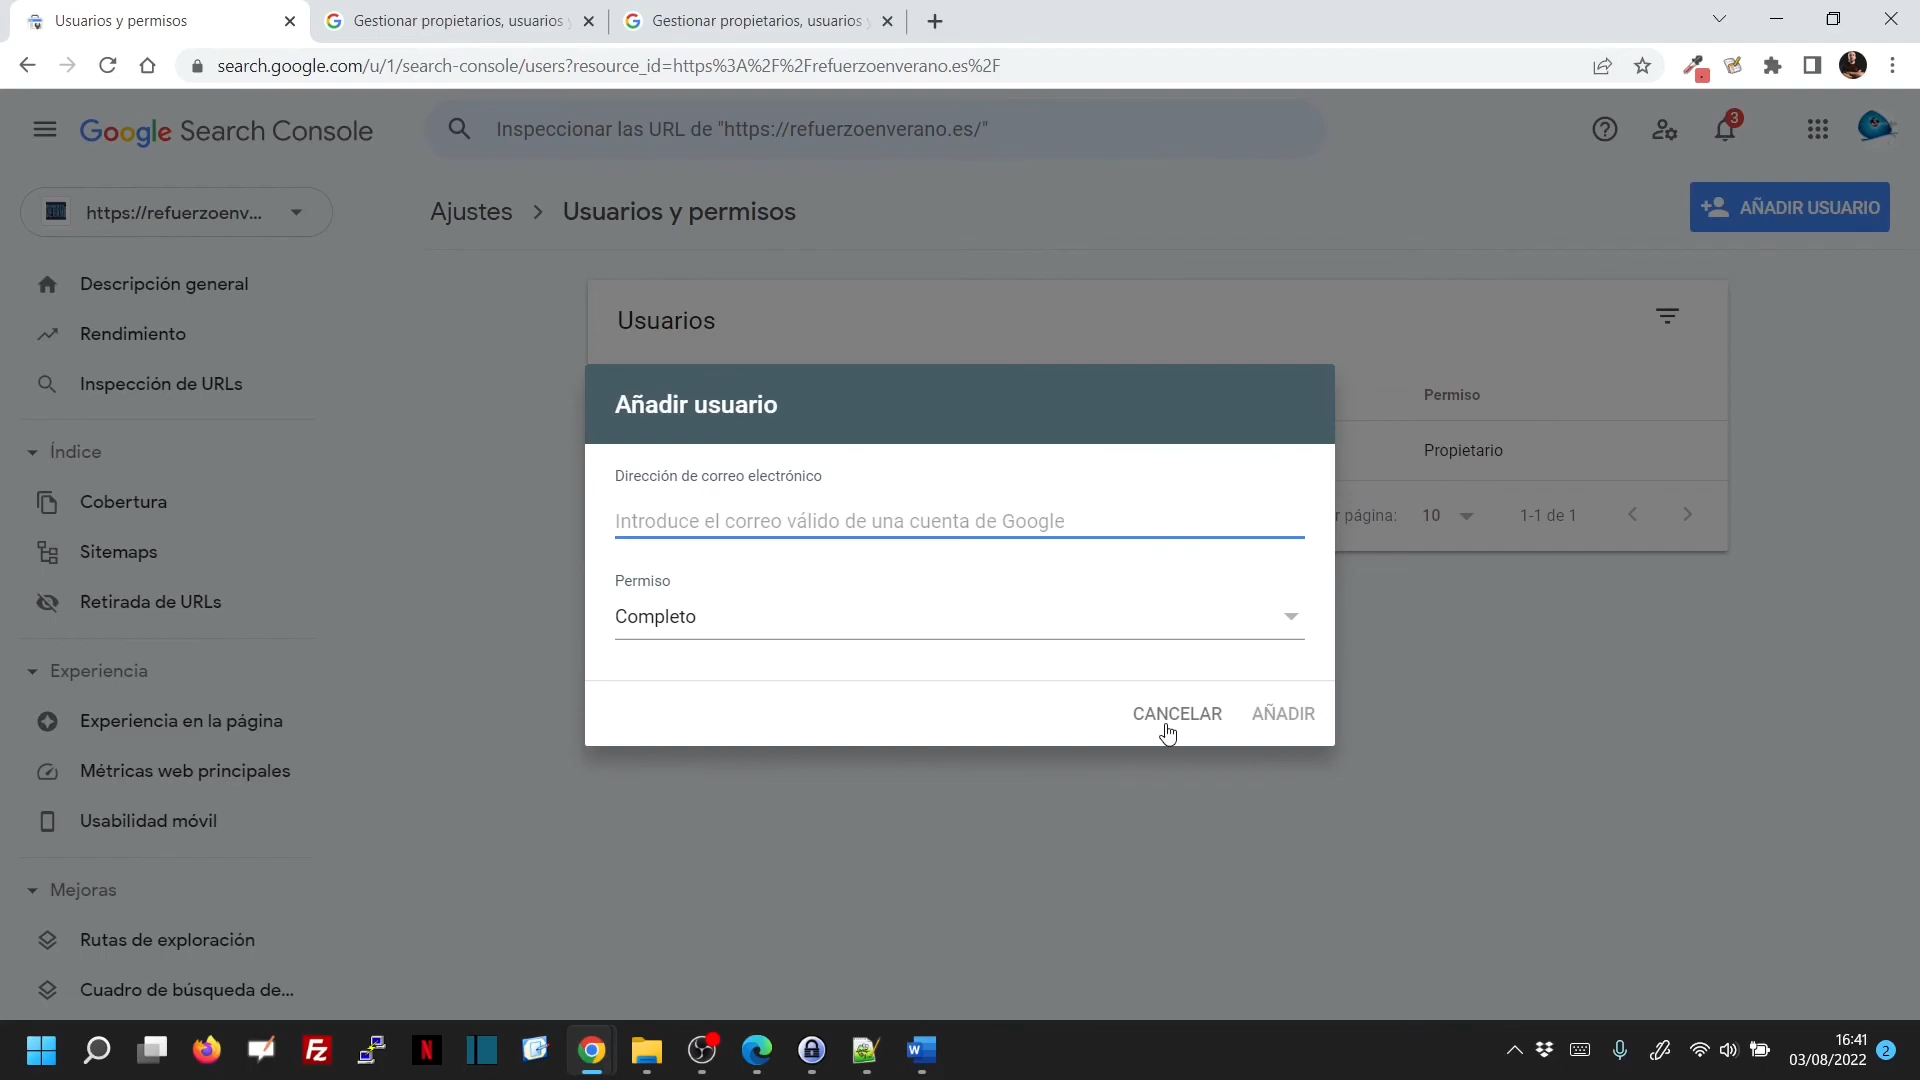 Usuarios y permisos
Gestionar propietarios, usuarios
Gestionar propietarios, usuarios
search.google.com/u/1/search-console/users?resource_id=https%3A%2F%2Frefuerzoenverano.es%2F
Google Search Console
Inspeccionar las URL de "https://refuerzoenverano.es/"
3
https://refuerzoenv...
Ajustes > Usuarios y permisos
AÑADIR USUARIO
Descripción general
Rendimiento
Inspección de URLs
Índice
Cobertura
Sitemaps
Retirada de URLs
Experiencia
Experiencia en la página
Métricas web principales
Usabilidad móvil
Mejoras
Rutas de exploración
Cuadro de búsqueda de...
Usuarios
Permiso
Propietario
r página: 10 1-1 de 1
Añadir usuario
Dirección de correo electrónico
Introduce el correo válido de una cuenta de Google
Permiso
Completo
CANCELAR AÑADIR
16:41
03/08/2022
2